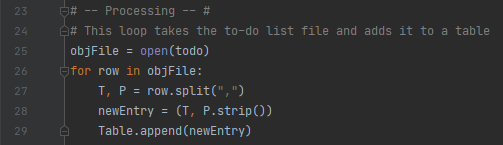 23 # -- Processing -- #
24 # This loop takes the to-do list file and adds it to a table
25 objFile = open(todo)
26 for row in objFile:
27     T, P = row.split(",")
28     newEntry = (T, P.strip())
29     Table.append(newEntry)